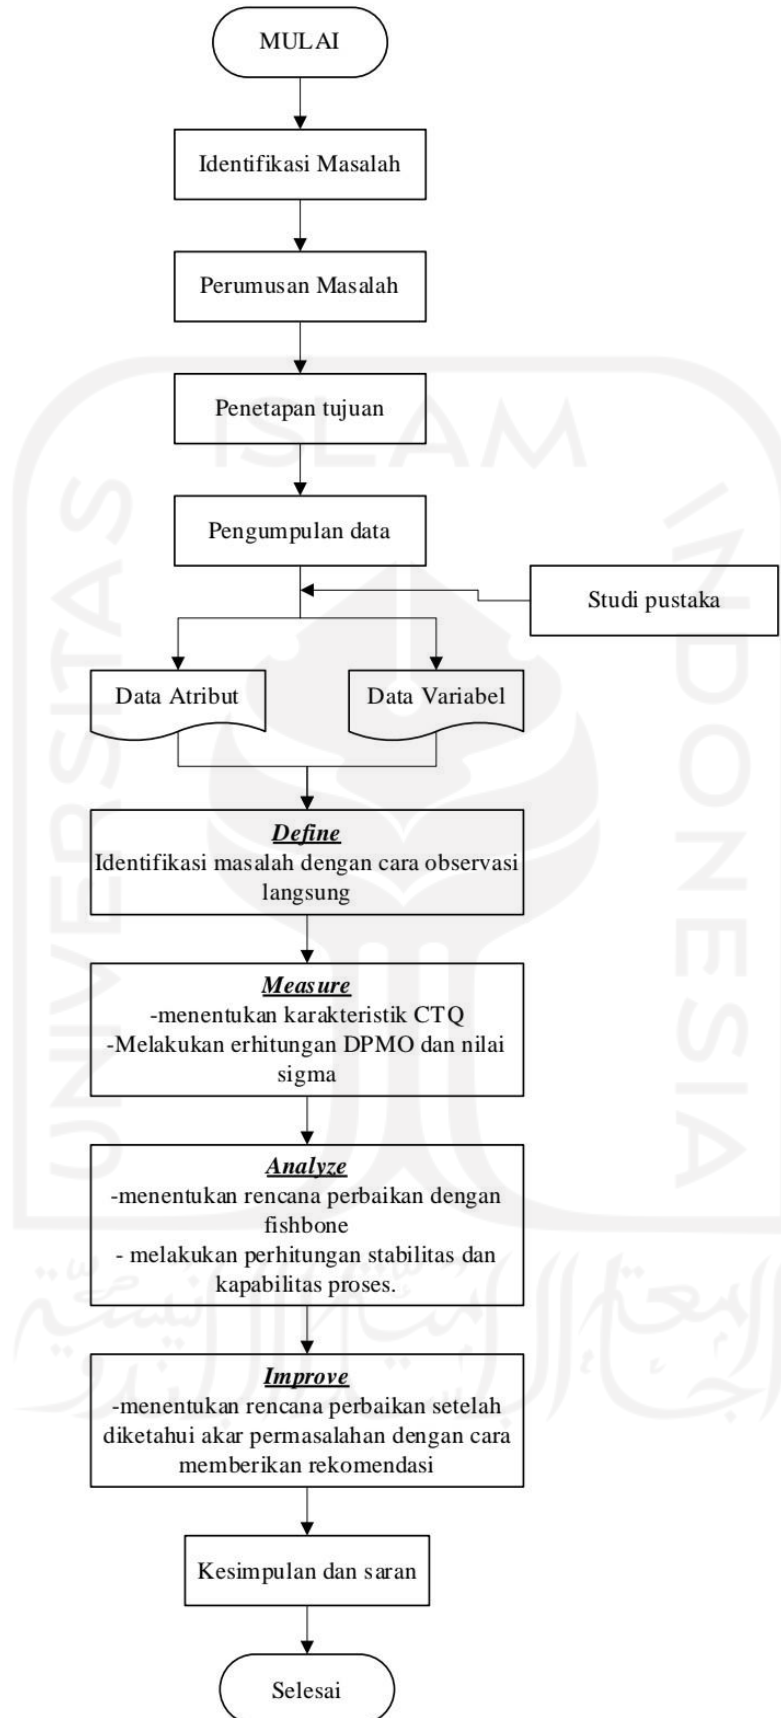 MULAI
Identifikasi Masalah
Perumusan Masalah
Penetapan tujuan
Pengumpulan data
Studi pustaka
Data Atribut
Data Variabel
Define
Identifikasi masalah dengan cara observasi
langsung
Measure
-menentukan karakteristik CTQ
-Melakukan erhitungan DPMO dan nilai
sigma
Analyze
-menentukan rencana perbaikan dengan
fishbone
- melakukan perhitungan stabilitas dan
kapabilitas proses.
Improve
-menentukan rencana perbaikan setelah
diketahui akar permasalahan dengan cara
memberikan rekomendasi
Kesimpulan dan saran
Selesai
UNIVERSITAS
ISLAM
INDONESIA